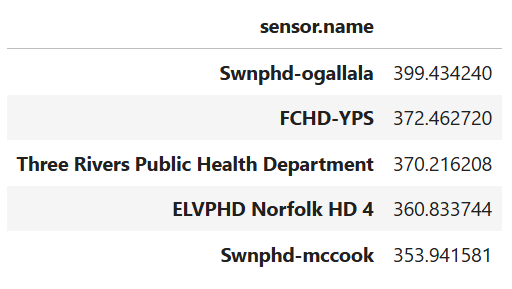 sensor.name
Swnphd-ogallala 399.434240
FCHD-YPS 372.462720
Three Rivers Public Health Department 370.216208
ELVPHD Norfolk HD 4 360.833744
Swnphd-mccook 353.941581